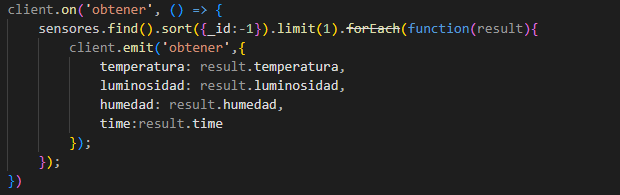 client.on('obtener', () => {
sensores.find().sort({_id:-1}).limit(1).forEach(function(result){
client.emit('obtener',{
temperatura: result.temperatura,
luminosidad: result.luminosidad,
humedad: result.humedad,
time:result.time
});
});
})